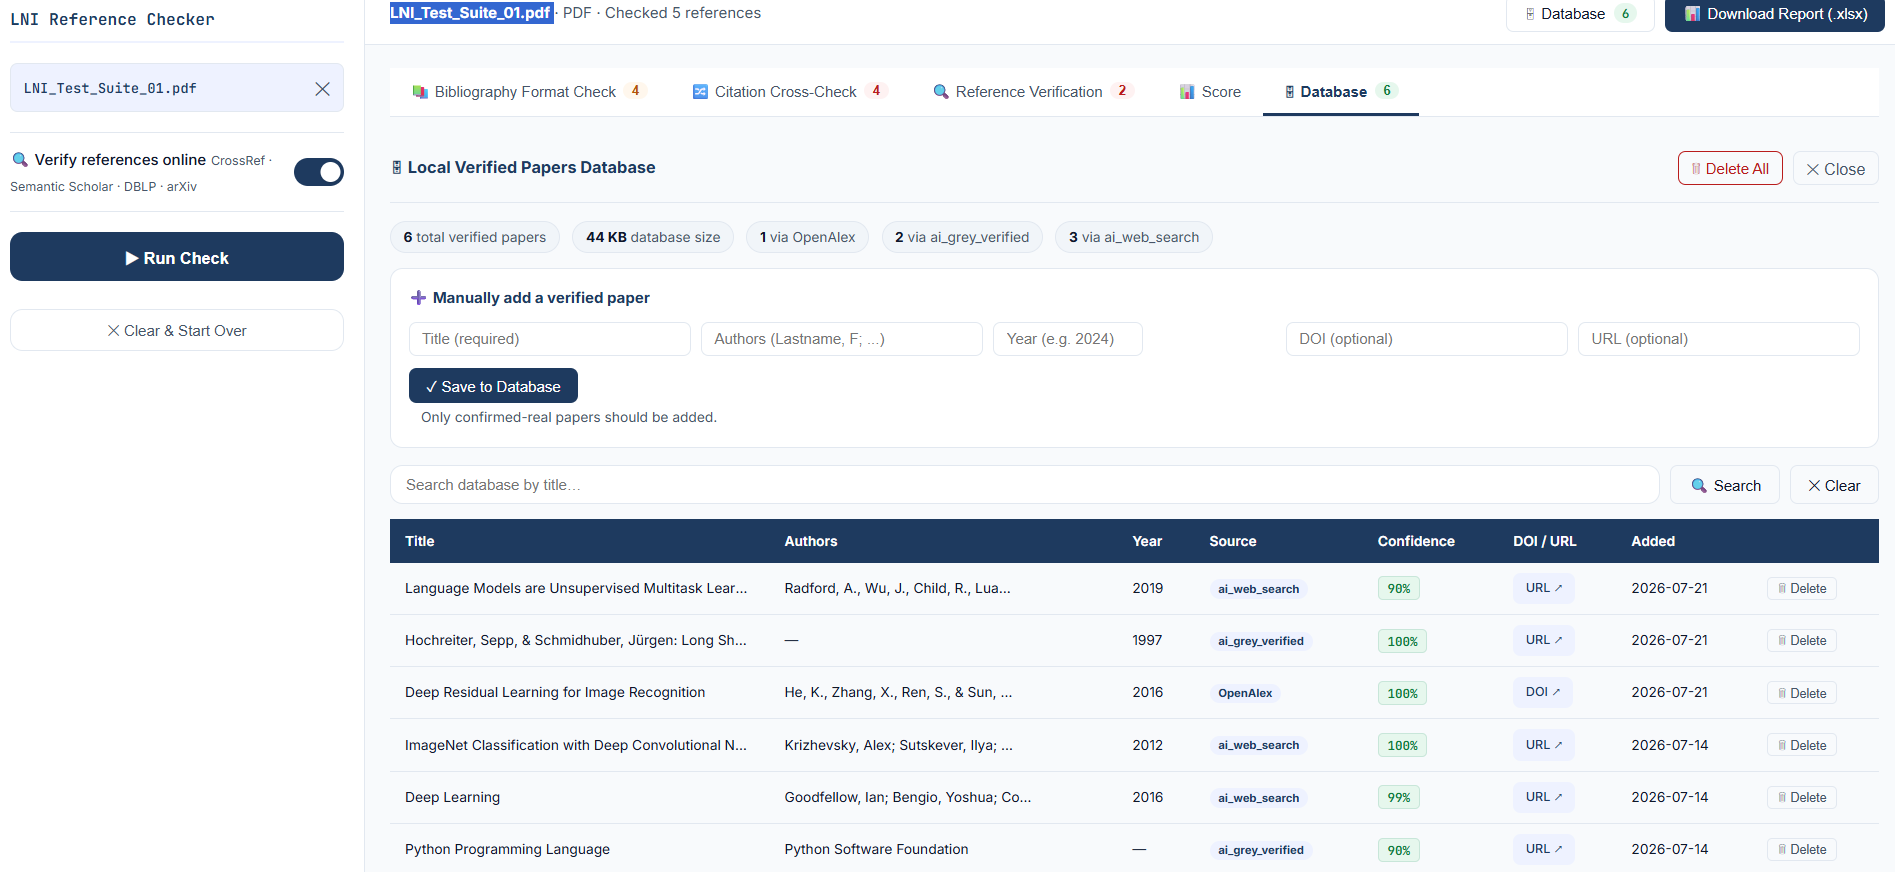 LNI Reference Checker
LNI_Test_Suite_01.pdf
Verify references online CrossRef ·
Semantic Scholar · DBLP · arXiv
▶ Run Check
✕ Clear & Start Over
LNI_Test_Suite_01.pdf · PDF · Checked 5 references
Database 6
Download Report (.xlsx)
Bibliography Format Check 4
Citation Cross-Check 4
Reference Verification 2
Score
Database 6
Local Verified Papers Database
Delete All
✕ Close
6 total verified papers
44 KB database size
1 via OpenAlex
2 via ai_grey_verified
3 via ai_web_search
Manually add a verified paper
Title (required)
Authors (Lastname, F; ...)
Year (e.g. 2024)
DOI (optional)
URL (optional)
✓ Save to Database
Only confirmed-real papers should be added.
Search database by title…
Search
✕ Clear
Title Authors Year Source Confidence DOI / URL Added
Language Models are Unsupervised Multitask Lear... Radford, A., Wu, J., Child, R., Lua... 2019 ai_web_search 90% URL ↗ 2026-07-21 Delete
Hochreiter, Sepp, & Schmidhuber, Jürgen: Long Sh... — 1997 ai_grey_verified 100% URL ↗ 2026-07-21 Delete
Deep Residual Learning for Image Recognition He, K., Zhang, X., Ren, S., & Sun, ... 2016 OpenAlex 100% DOI ↗ 2026-07-21 Delete
ImageNet Classification with Deep Convolutional N... Krizhevsky, Alex; Sutskever, Ilya; ... 2012 ai_web_search 100% URL ↗ 2026-07-14 Delete
Deep Learning Goodfellow, Ian; Bengio, Yoshua; Co... 2016 ai_web_search 99% URL ↗ 2026-07-14 Delete
Python Programming Language Python Software Foundation — ai_grey_verified 90% URL ↗ 2026-07-14 Delete